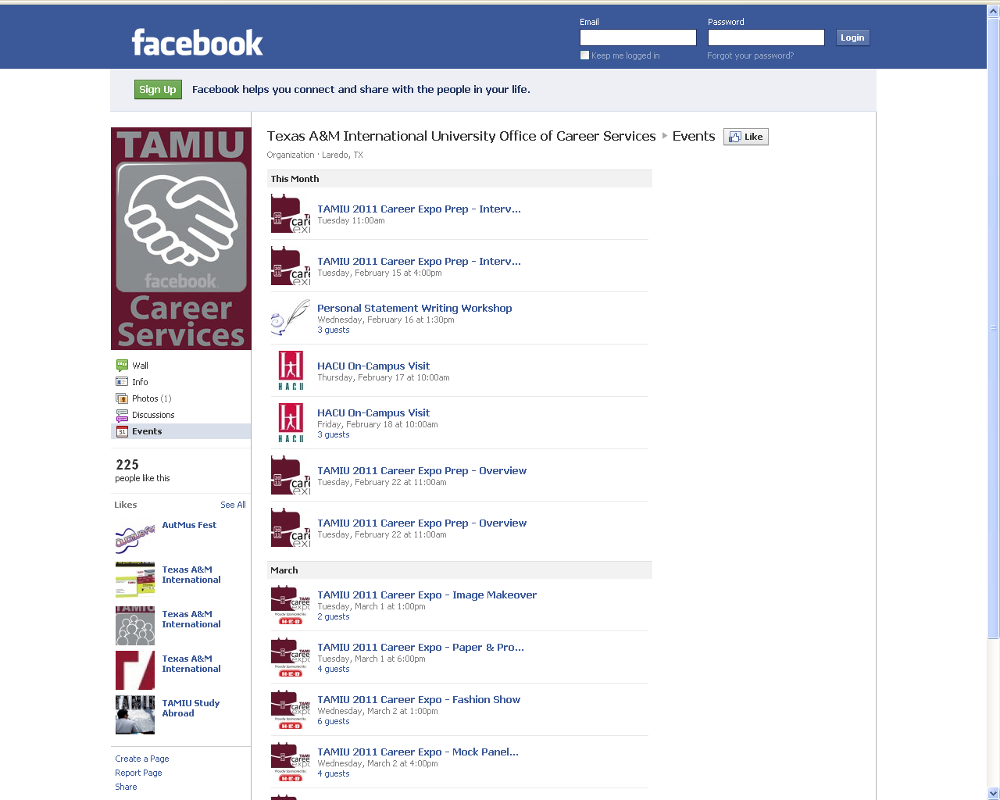 facebook
Email
Password
Login
Keep me logged in
Forgot your password?
Sign Up
Facebook helps you connect and share with the people in your life.
TAMIU
facebook
Career
Services
Wall
Info
Photos (1)
Discussions
31
Events
225
people like this
Likes
See All
AutMus Fest
Texas A&M
International
TAMIU
Texas A&M
International
Texas A&M
International
TAMIU Study
Abroad
Create a Page
Report Page
Share
Texas A&M International University Office of Career Services
Events
Like
Organization · Laredo, TX
This Month
TAMIU 2011 Career Expo Prep - Interv...
Tuesday 11:00am
TAMIU 2011 Career Expo Prep - Interv...
Tuesday, February 15 at 4:00pm
Personal Statement Writing Workshop
Wednesday, February 16 at 1:30pm
3 guests
HACU
HACU On-Campus Visit
Thursday, February 17 at 10:00am
HACU
HACU On-Campus Visit
Friday, February 18 at 10:00am
3 guests
TAMIU 2011 Career Expo Prep - Overview
Tuesday, February 22 at 11:00am
TAMIU 2011 Career Expo Prep - Overview
Tuesday, February 22 at 11:00am
March
TAMIU 2011 Career Expo - Image Makeover
Tuesday, March 1 at 1:00pm
2 guests
TAMIU 2011 Career Expo - Paper & Pro...
Tuesday, March 1 at 6:00pm
4 guests
TAMIU 2011 Career Expo - Fashion Show
Wednesday, March 2 at 1:00pm
6 guests
TAMIU 2011 Career Expo - Mock Panel...
Wednesday, March 2 at 4:00pm
4 guests